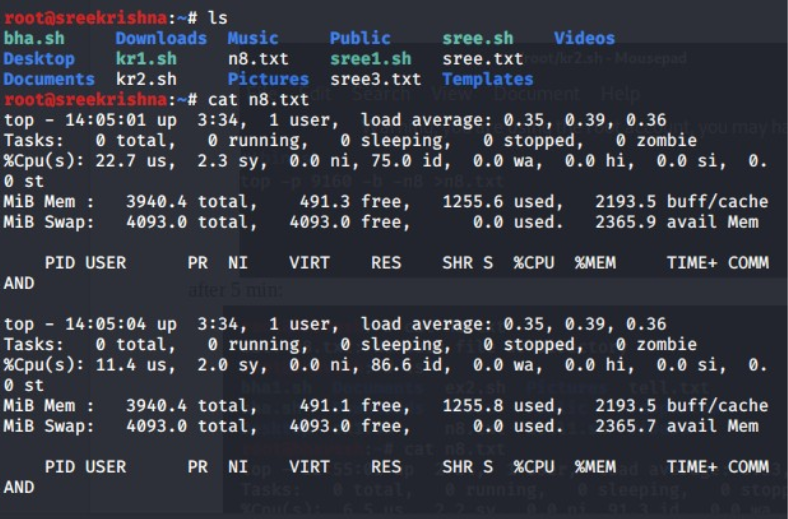 root@sreekrishna:~# ls
bha.sh Downloads Music Public sree.sh Videos
Desktop kr1.sh n8.txt sree1.sh sree.txt
Documents kr2.sh Pictures sree3.txt Templates
root@sreekrishna:~# cat n8.txt
top - 14:05:01 up 3:34, 1 user, load average: 0.35, 0.39, 0.36
Tasks: 0 total, 0 running, 0 sleeping, 0 stopped, 0 zombie
%Cpu(s): 22.7 us, 2.3 sy, 0.0 ni, 75.0 id, 0.0 wa, 0.0 hi, 0.0 si, 0.
0 st
MiB Mem : 3940.4 total, 491.3 free, 1255.6 used, 2193.5 buff/cache
MiB Swap: 4093.0 total, 4093.0 free, 0.0 used. 2365.9 avail Mem
PID USER PR NI VIRT RES SHR S %CPU %MEM TIME+ COMM
AND
after 5 min:
top - 14:05:04 up 3:34, 1 user, load average: 0.35, 0.39, 0.36
Tasks: 0 total, 0 running, 0 sleeping, 0 stopped, 0 zombie
%Cpu(s): 11.4 us, 2.0 sy, 0.0 ni, 86.6 id, 0.0 wa, 0.0 hi, 0.0 si, 0.
0 st
MiB Mem : 3940.4 total, 491.1 free, 1255.8 used, 2193.5 buff/cache
MiB Swap: 4093.0 total, 4093.0 free, 0.0 used. 2365.7 avail Mem
PID USER PR NI VIRT RES SHR S %CPU %MEM TIME+ COMM
AND